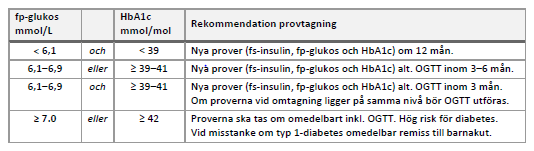 fp-glukos HbA1c
mmol/L mmol/mol Rekommendation provtagning
< 6,1 och < 39 Nya prover (fs-insulin, fp-glukos och HbA1c) om 12 mån.
6,1–6,9 eller ≥ 39–41 Nya prover (fs-insulin, fp-glukos och HbA1c) alt. OGTT inom 3–6 mån.
6,1–6,9 och ≥ 39–41 Nya prover (fs-insulin, fp-glukos och HbA1c) alt. OGTT inom 3 mån.
Om proverna vid omtagning ligger på samma nivå bör OGTT utföras.
≥ 7.0 eller ≥ 42 Proverna ska tas om omedelbart inkl. OGTT. Hög risk för diabetes.
Vid misstanke om typ 1-diabetes omedelbar remiss till barnakut.